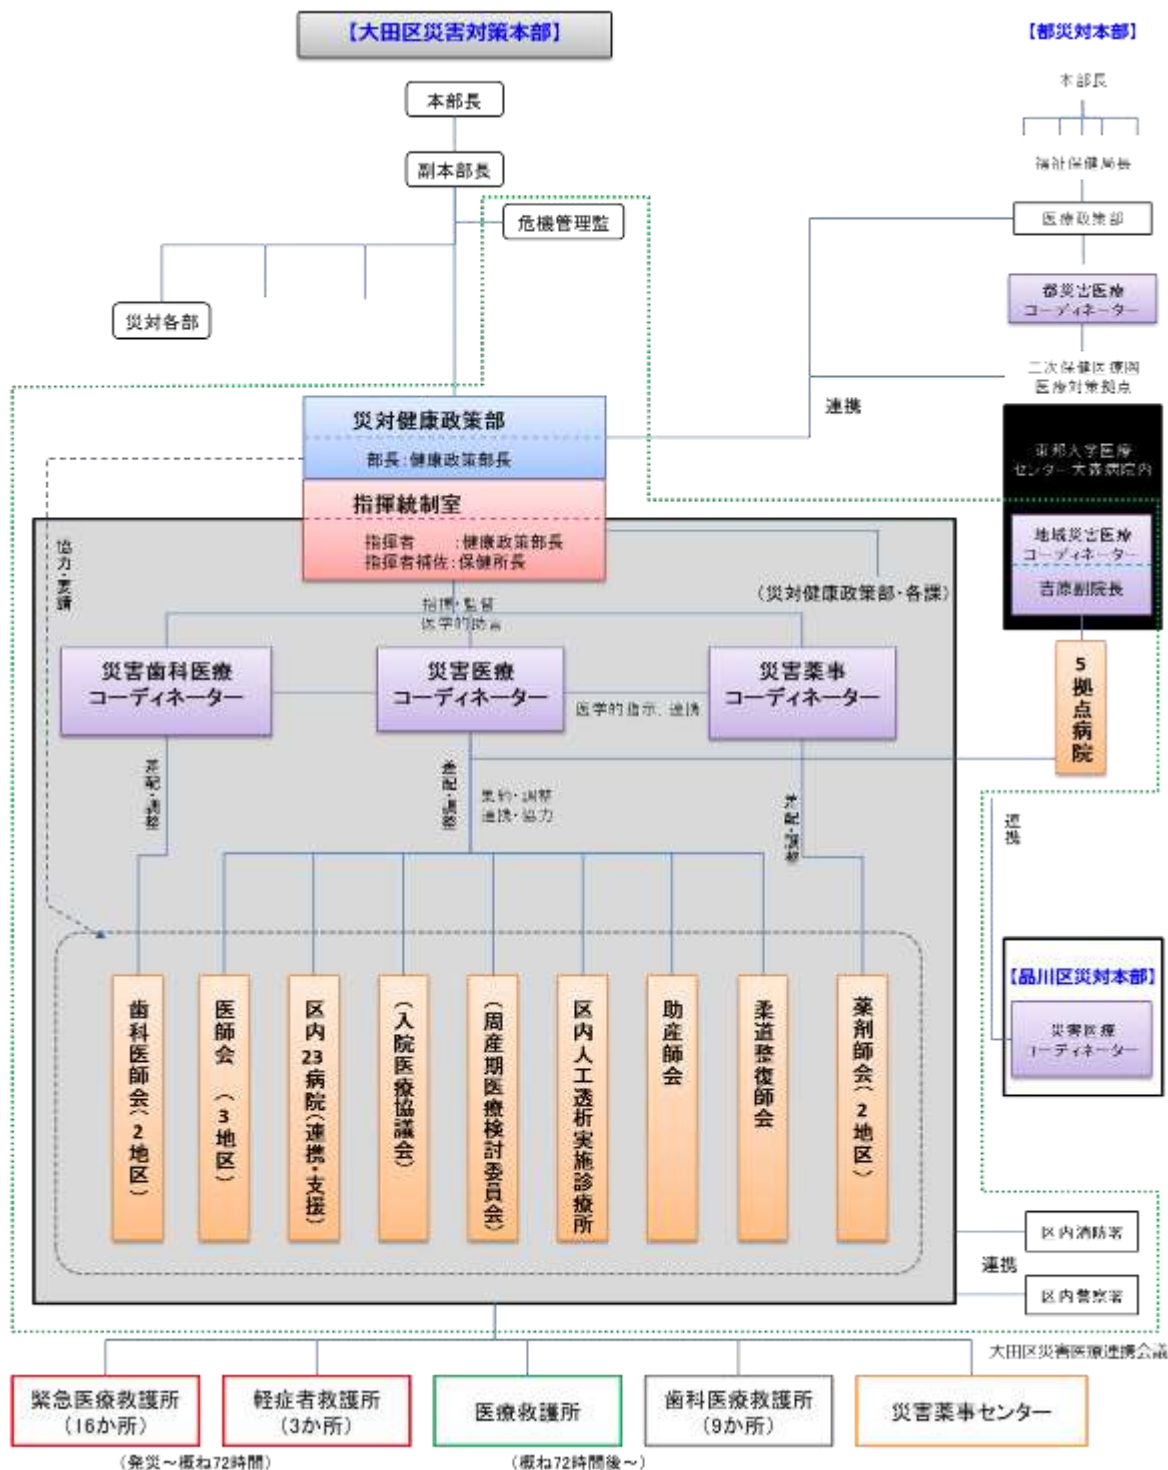 【大田区災害対策本部】
【都災対本部】
本部長
本部長
副本部長
福祉保健局長
危機管理監
医療政策部
災対各部
都災害医療
コーディネーター
二次保健医療圏
医療対策拠点
連携
災対健康政策部
部長:健康政策部長
東邦大学医療
センター大森病院内
指揮統制室
指揮者　　:健康政策部長
指揮者補佐:保健所長
地域災害医療
コーディネーター
吉原副院長
協力・要請
(災対健康政策部・各課)
指揮・監督
医学的助言
災害歯科医療
コーディネーター
災害医療
コーディネーター
災害薬事
コーディネーター
医学的指示、連携
5拠点病院
差配・調整
差配・調整
集約・調整
連携・協力
連携
【品川区災対本部】
災害医療
コーディネーター
歯科医師会(2地区)
医師会 (3地区)
区内23病院(連携・支援)
(入院医療協議会)
(周産期医療検討委員会)
区内人工透析実施診療所
助産師会
柔道整復師会
薬剤師会(2地区)
区内消防署
連携
区内警察署
大田区災害医療連携会議
緊急医療救護所
(16か所)
軽症者救護所
(3か所)
医療救護所
歯科医療救護所
(9か所)
災害薬事センター
(発災～概ね72時間)
(概ね72時間後～)